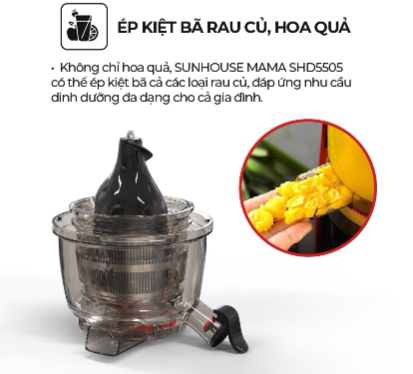 ÉP KIỆT BÃ RAU CỦ, HOA QUẢ
• Không chỉ hoa quả, SUNHOUSE MAMA SHD5505
có thể ép kiệt bã cả các loại rau củ, đáp ứng nhu cầu
dinh dưỡng đa dạng cho cả gia đình.